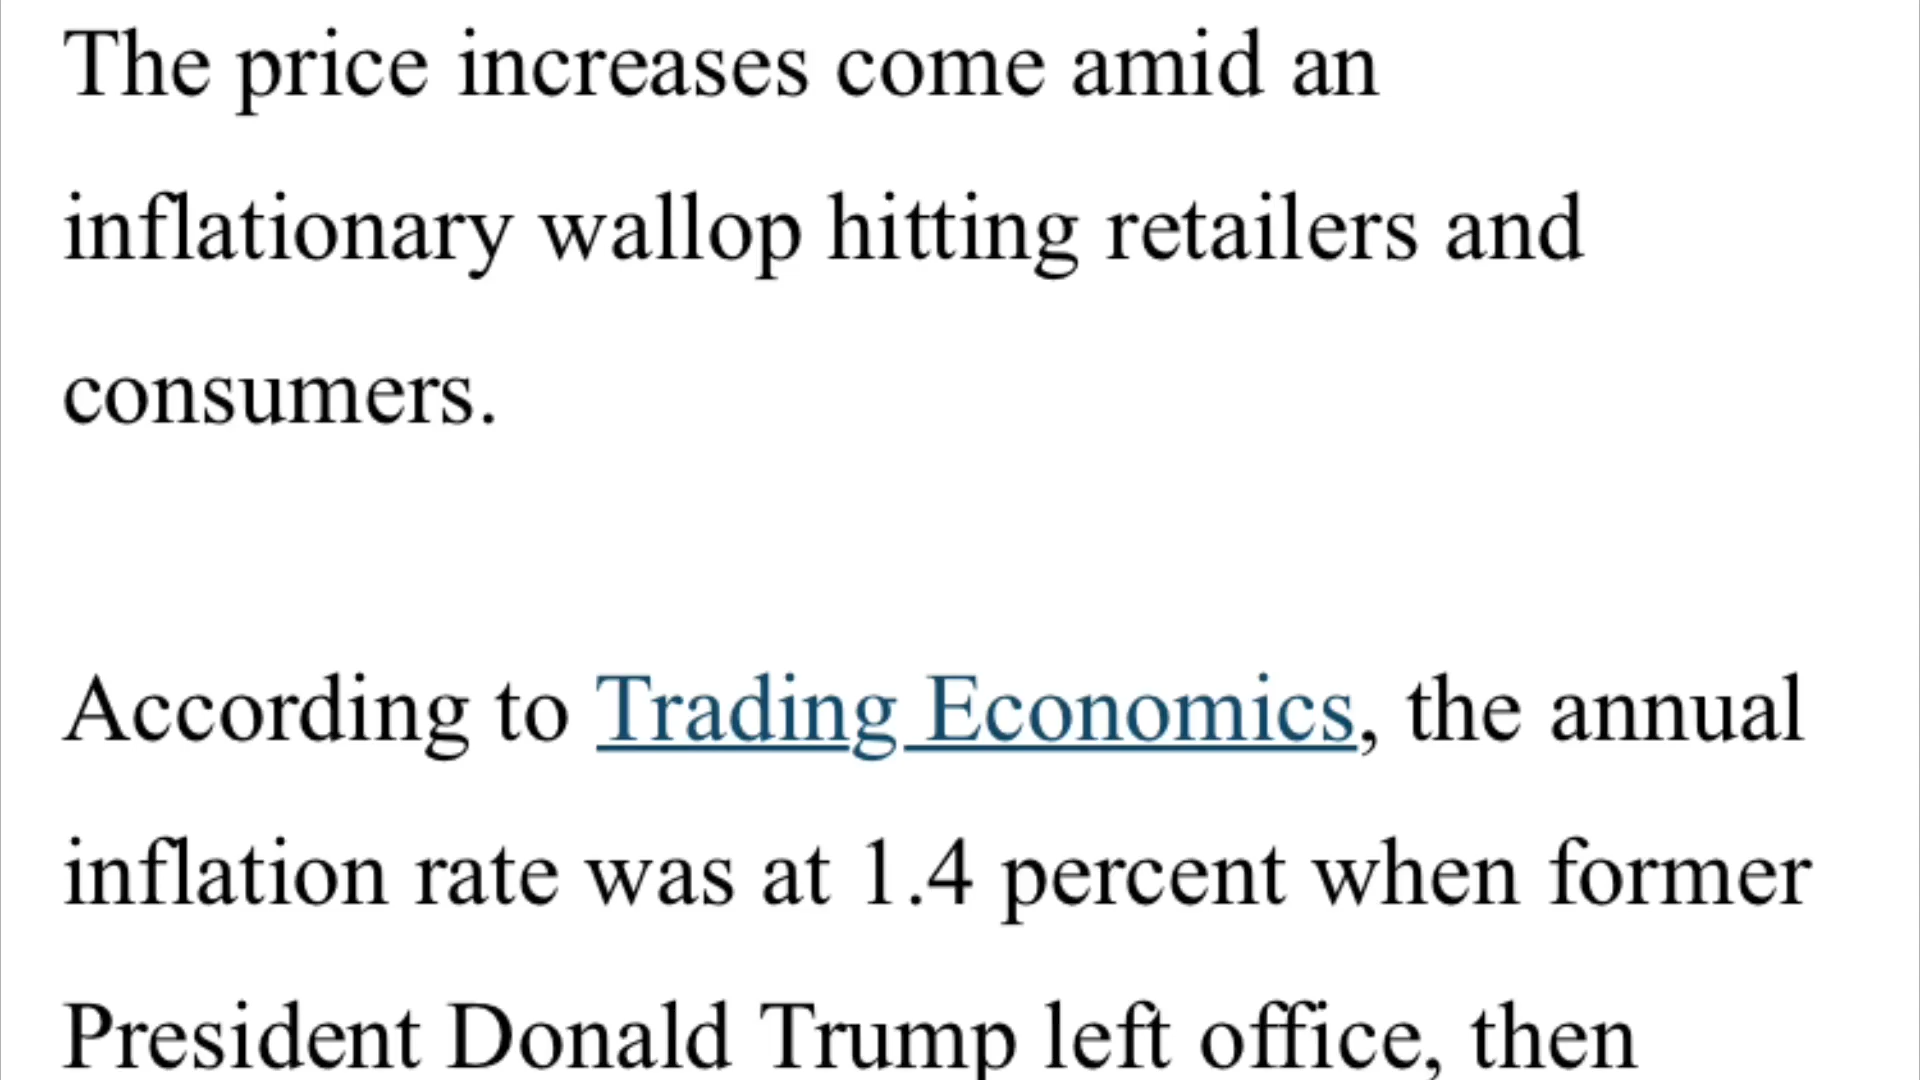 The price increases come amid an
inflationary wallop hitting retailers and
consumers.
According to Trading Economics, the annual
inflation rate was at 1.4 percent when former
President Donald Trump left office, then